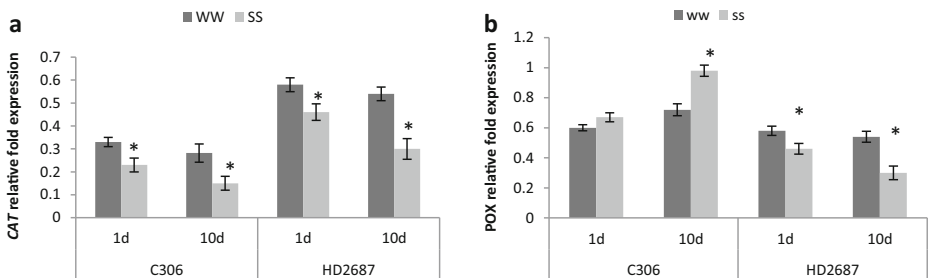 a
WW SS
CAT relative fold expression
0.7
0.6
0.5
0.4
0.3
0.2
0.1
0
*
*
*
*
1d 10d 1d 10d
C306 HD2687
b
ww ss
POX relative fold expression
1.2
1
0.8
0.6
0.4
0.2
0
*
*
*
1d 10d 1d 10d
C306 HD2687